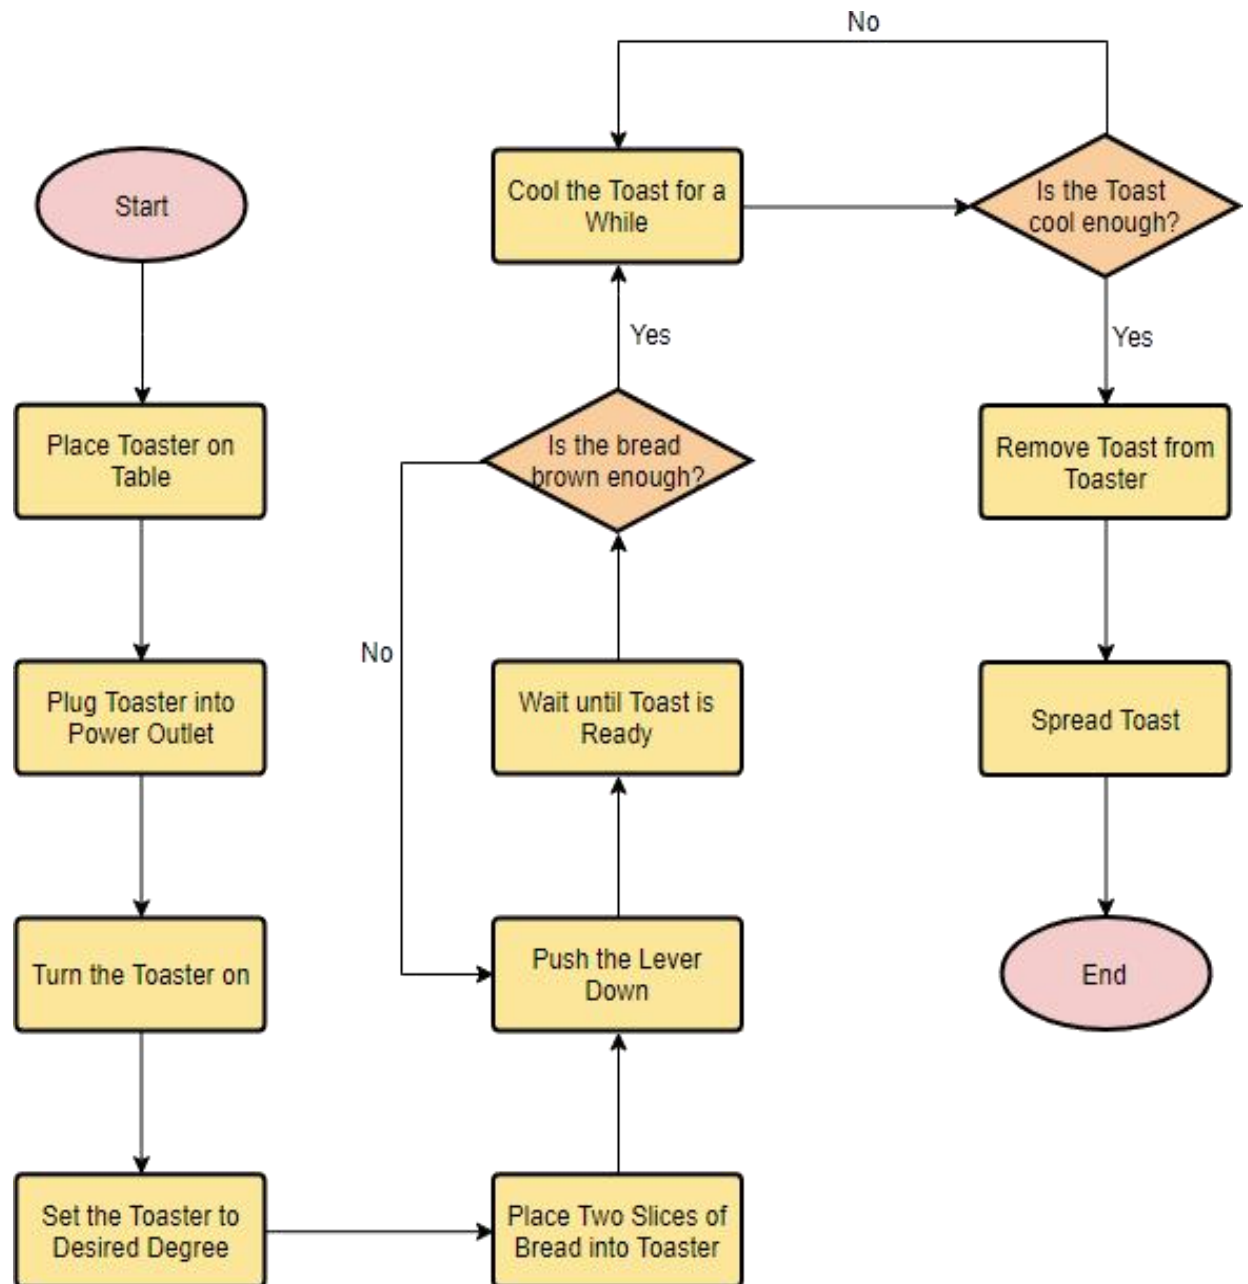 Start
Place Toaster on
Table
Plug Toaster into
Power Outlet
Turn the Toaster on
Set the Toaster to
Desired Degree
Place Two Slices of
Bread into Toaster
Push the Lever
Down
Wait until Toast is
Ready
Is the bread
brown enough?
No
Yes
Cool the Toast for a
While
Is the Toast
cool enough?
No
Yes
Remove Toast from
Toaster
Spread Toast
End